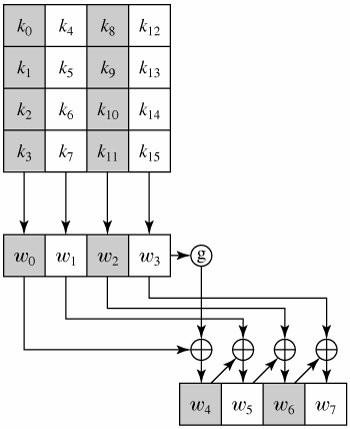 k₀ k₄ k₈ k₁₂
k₁ k₅ k₉ k₁₃
k₂ k₆ k₁₀ k₁₄
k₃ k₇ k₁₁ k₁₅
w₀ w₁ w₂ w₃ g
w₄ w₅ w₆ w₇